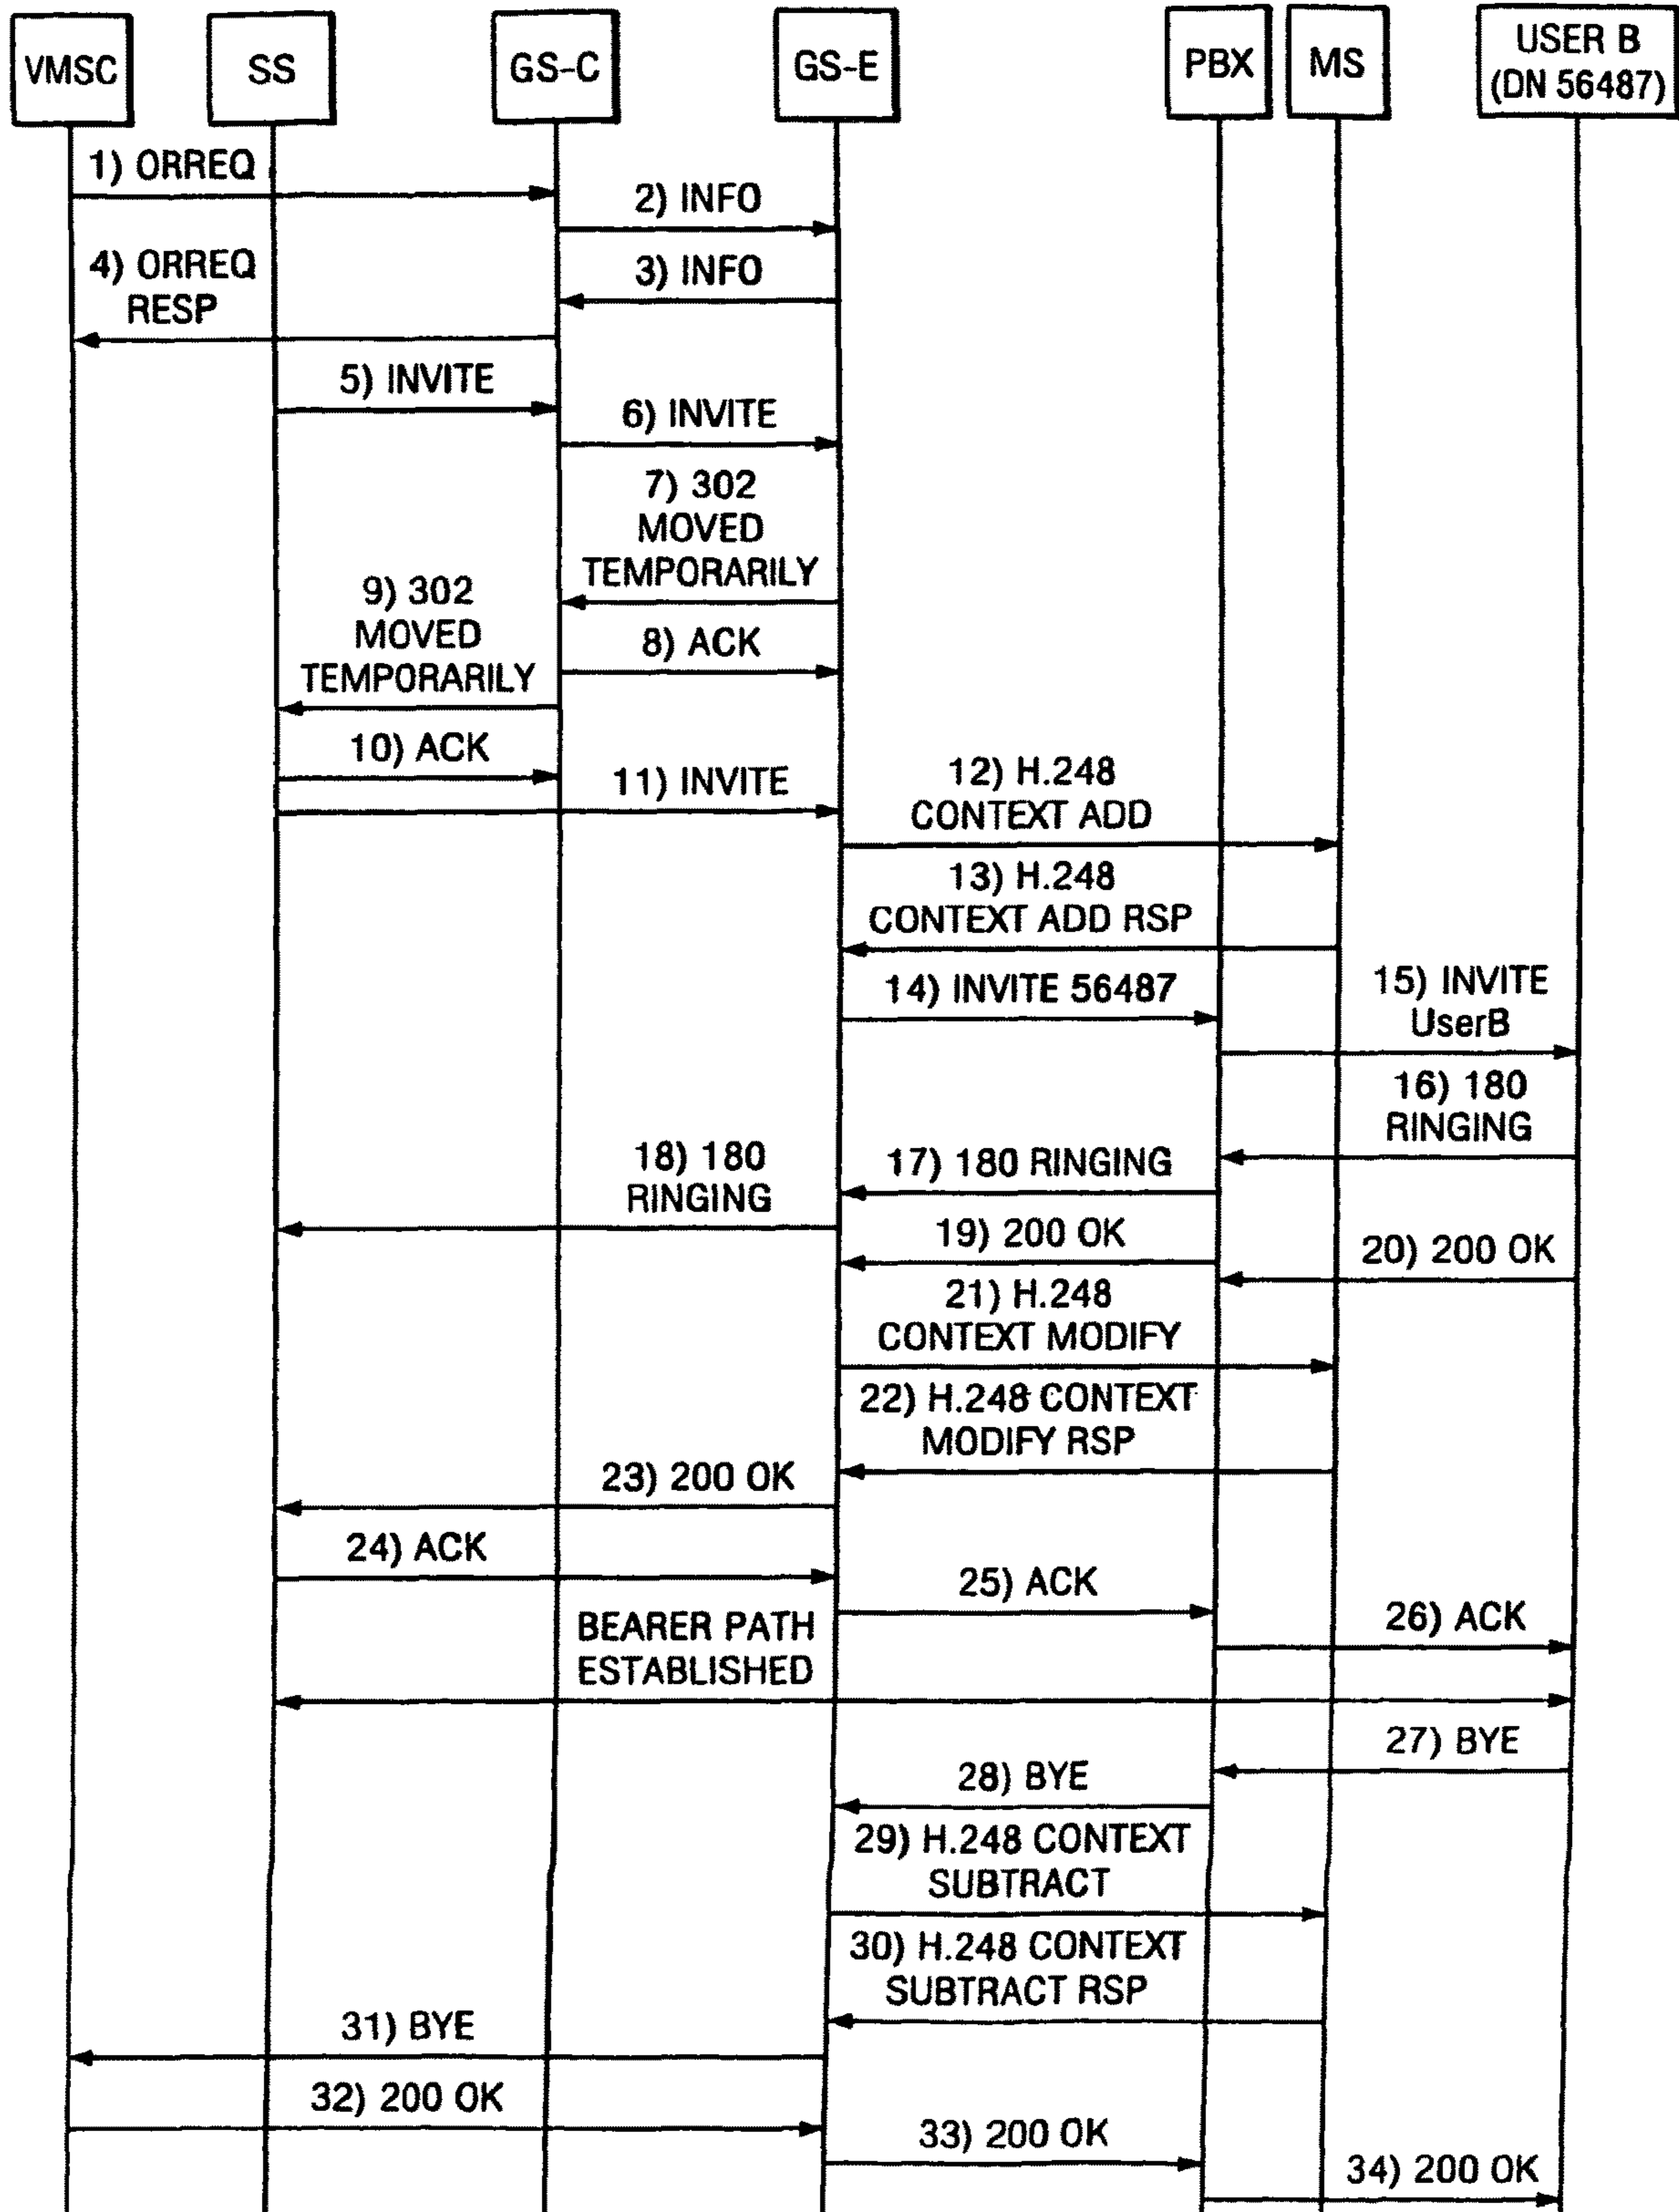 VMSC
SS
GS-C
GS-E
PBX
MS
USER B
(DN 56487)
1) ORREQ
2) INFO
3) INFO
4) ORREQ
RESP
5) INVITE
6) INVITE
7) 302
MOVED
TEMPORARILY
8) ACK
9) 302
MOVED
TEMPORARILY
10) ACK
11) INVITE
12) H.248
CONTEXT ADD
13) H.248
CONTEXT ADD RSP
14) INVITE 56487
15) INVITE
UserB
16) 180
RINGING
17) 180 RINGING
18) 180
RINGING
19) 200 OK
20) 200 OK
21) H.248
CONTEXT MODIFY
22) H.248 CONTEXT
MODIFY RSP
23) 200 OK
24) ACK
25) ACK
26) ACK
BEARER PATH
ESTABLISHED
27) BYE
28) BYE
29) H.248 CONTEXT
SUBTRACT
30) H.248 CONTEXT
SUBTRACT RSP
31) BYE
32) 200 OK
33) 200 OK
34) 200 OK